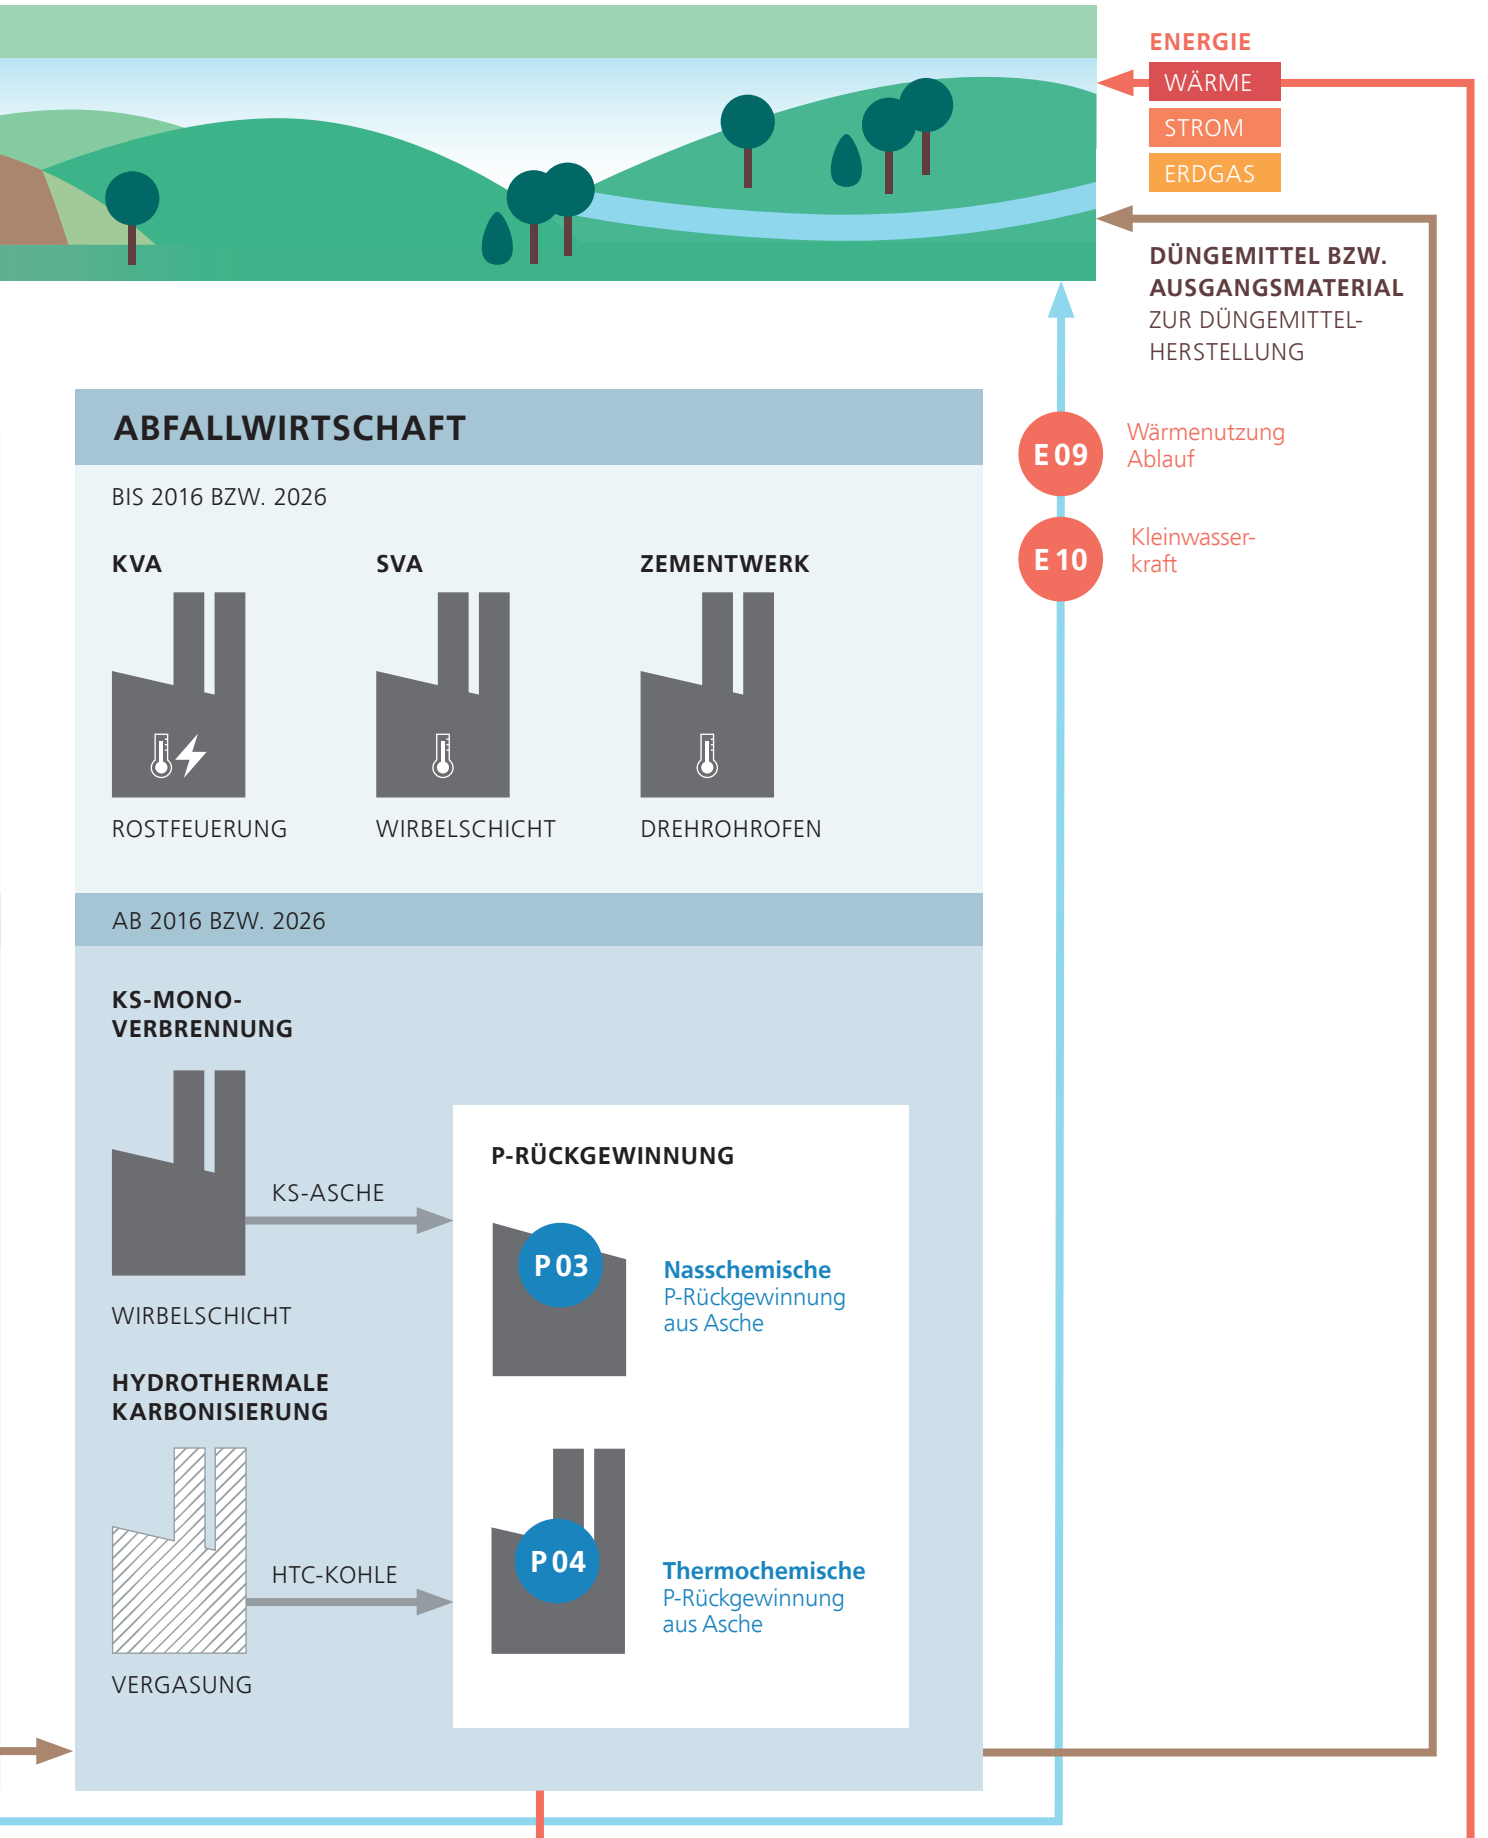 ENERGIE
WÄRME
STROM
ERDGAS
DÜNGEMITTEL BZW.
AUSGANGSMATERIAL
ZUR DÜNGEMITTEL-
HERSTELLUNG
ABFALLWIRTSCHAFT
BIS 2016 BZW. 2026
KVA
SVA
ZEMENTWERK
ROSTFEUERUNG
WIRBELSCHICHT
DREHROHROFEN
E 09
Wärmenutzung
Ablauf
E 10
Kleinwasser-
kraft
AB 2016 BZW. 2026
KS-MONO-
VERBRENNUNG
KS-ASCHE
WIRBELSCHICHT
HYDROTHERMALE
KARBONISIERUNG
HTC-KOHLE
VERGASUNG
P-RÜCKGEWINNUNG
P 03
Nasschemische
P-Rückgewinnung
aus Asche
P 04
Thermochemische
P-Rückgewinnung
aus Asche